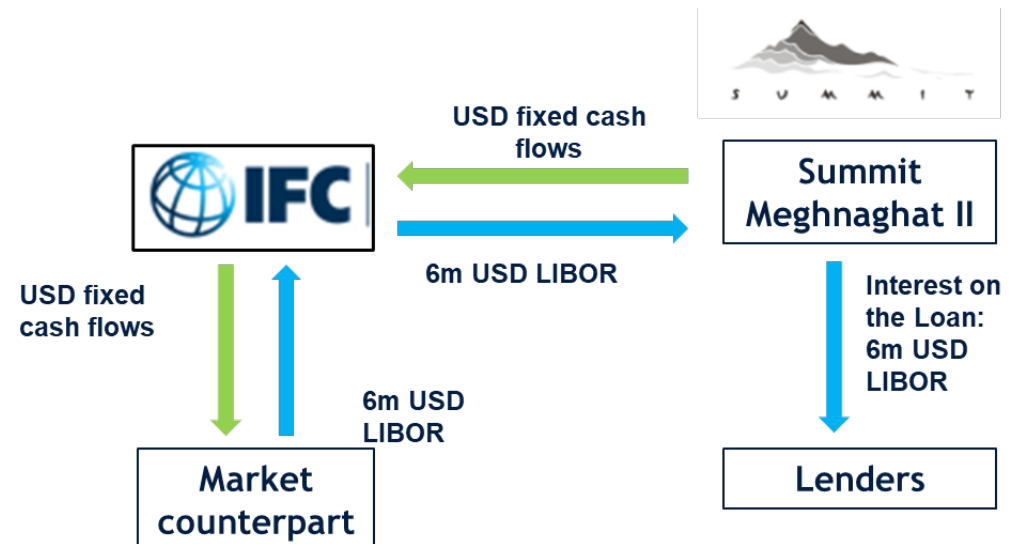 S U M M I T
USD fixed cash
flows
IFC
Summit
Meghnaghat II
6m USD LIBOR
USD fixed
cash flows
Interest on
the Loan:
6m USD
LIBOR
6m USD
LIBOR
Market
counterpart
Lenders